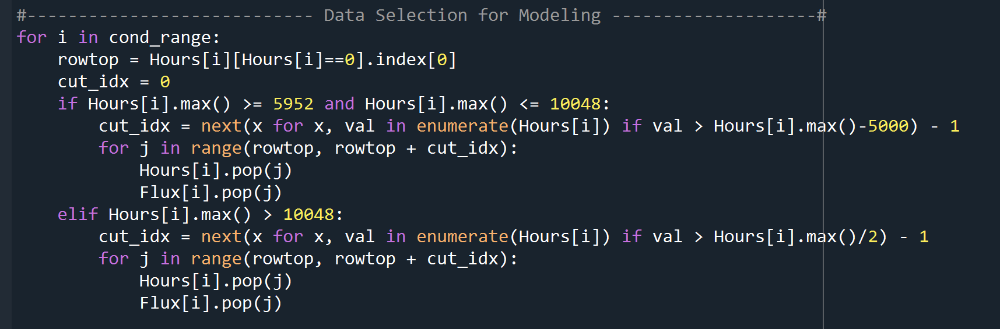 #---------------------------- Data Selection for Modeling --------------------#
for i in cond_range:
    rowtop = Hours[i][Hours[i]==0].index[0]
    cut_idx = 0
    if Hours[i].max() >= 5952 and Hours[i].max() <= 10048:
        cut_idx = next(x for x, val in enumerate(Hours[i]) if val > Hours[i].max()-5000) - 1
        for j in range(rowtop, rowtop + cut_idx):
            Hours[i].pop(j)
            Flux[i].pop(j)
    elif Hours[i].max() > 10048:
        cut_idx = next(x for x, val in enumerate(Hours[i]) if val > Hours[i].max()/2) - 1
        for j in range(rowtop, rowtop + cut_idx):
            Hours[i].pop(j)
            Flux[i].pop(j)